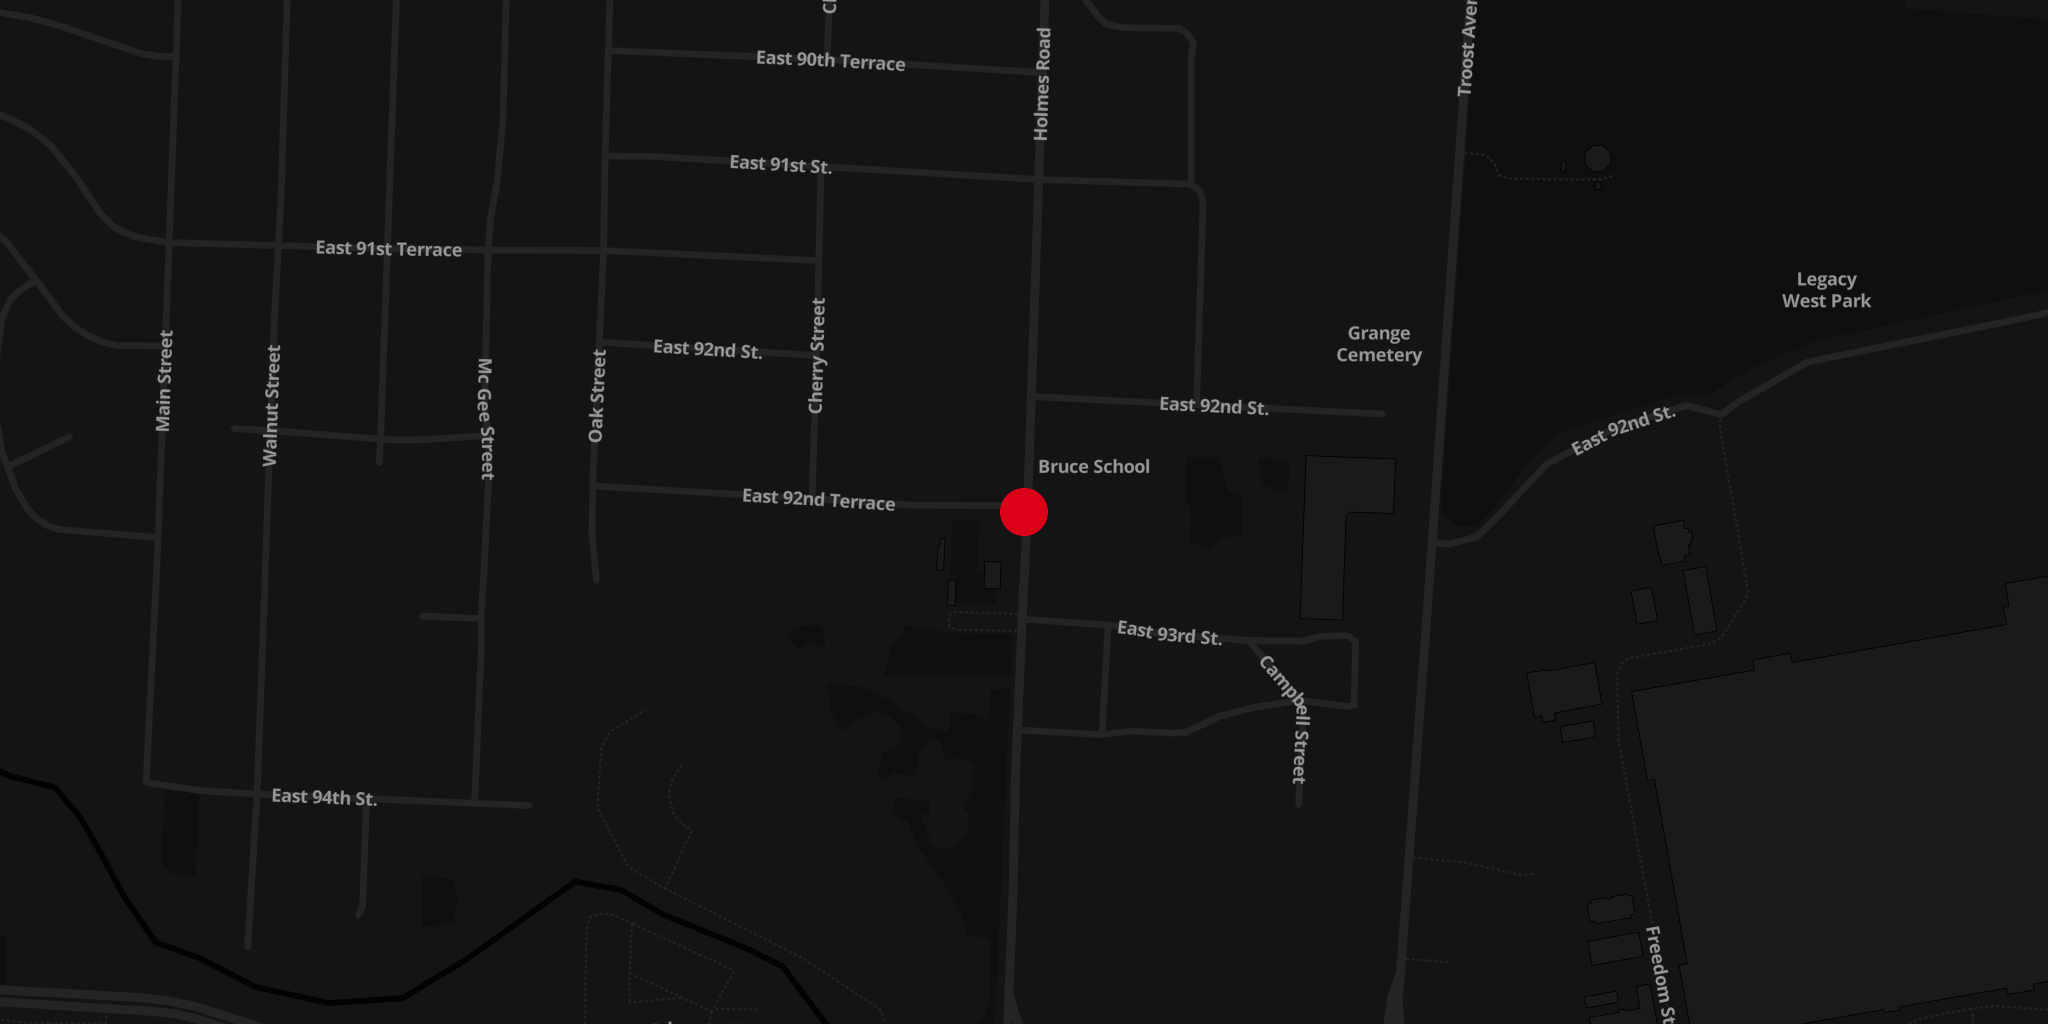 East 90th Terrace
Holmes Road
Troost Aven
East 91st St.
East 91st Terrace
Legacy
West Park
Grange
Cemetery
Main Street
Walnut Street
Mc Gee Street
Oak Street
East 92nd St.
Cherry Street
East 92nd St.
East 92nd St.
Bruce School
East 92nd Terrace
East 93rd St.
Campbell Street
East 94th St.
Freedom St